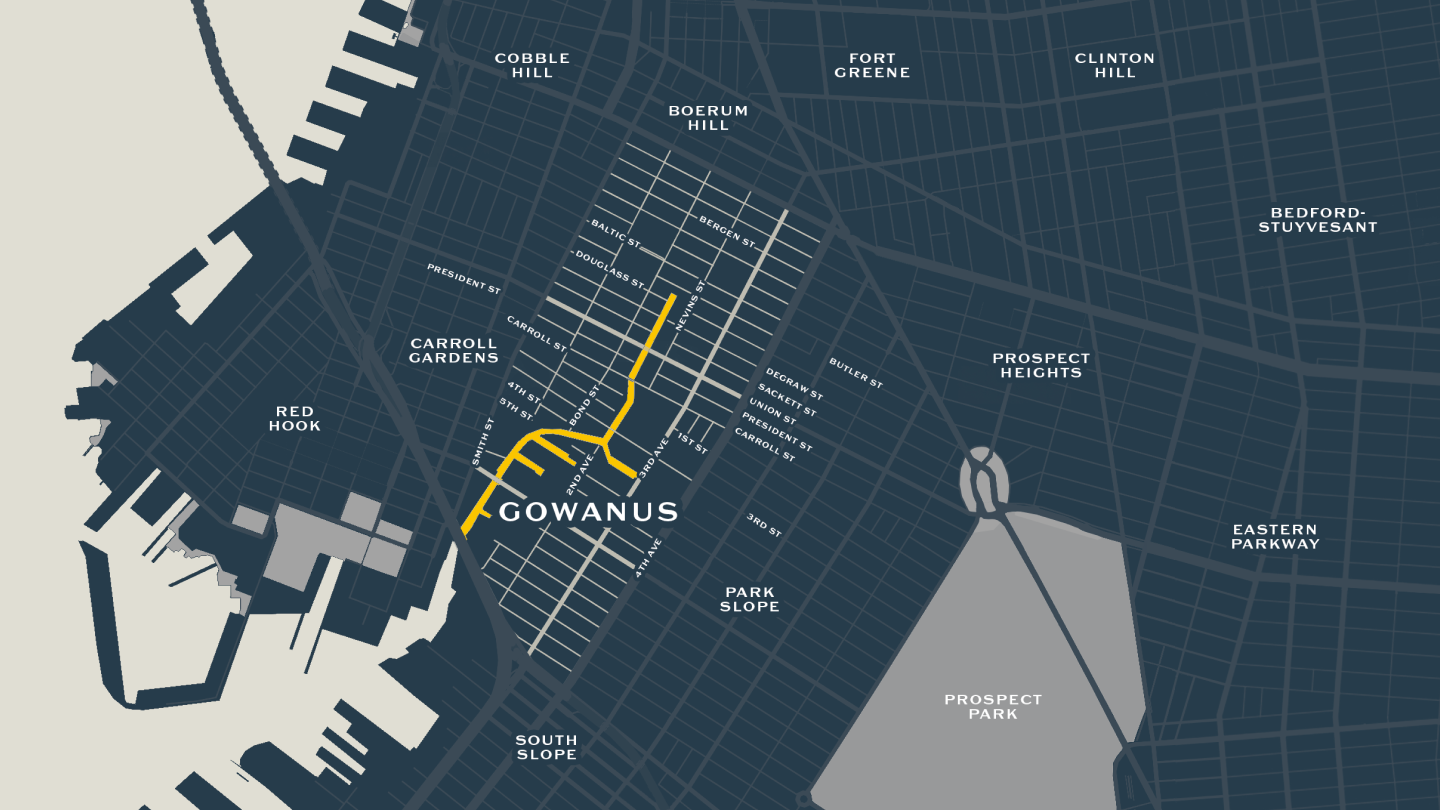 COBBLE
HILL
FORT
GREENE
CLINTON
HILL
BOERUM
HILL
BEDFORD-
STUYVESANT
BERGEN ST
BALTIC ST
DOUGLASS ST
PRESIDENT ST
NEVINS ST
CARROLL ST
CARROLL
GARDENS
PROSPECT
HEIGHTS
BUTLER ST
DEGRAW ST
SACKETT ST
UNION ST
PRESIDENT ST
CARROLL ST
4TH ST
5TH ST
BOND ST
RED
HOOK
SMITH ST
1ST ST
3RD AVE
2ND AVE
GOWANUS
3RD ST
4TH AVE
EASTERN
PARKWAY
PARK
SLOPE
PROSPECT
PARK
SOUTH
SLOPE